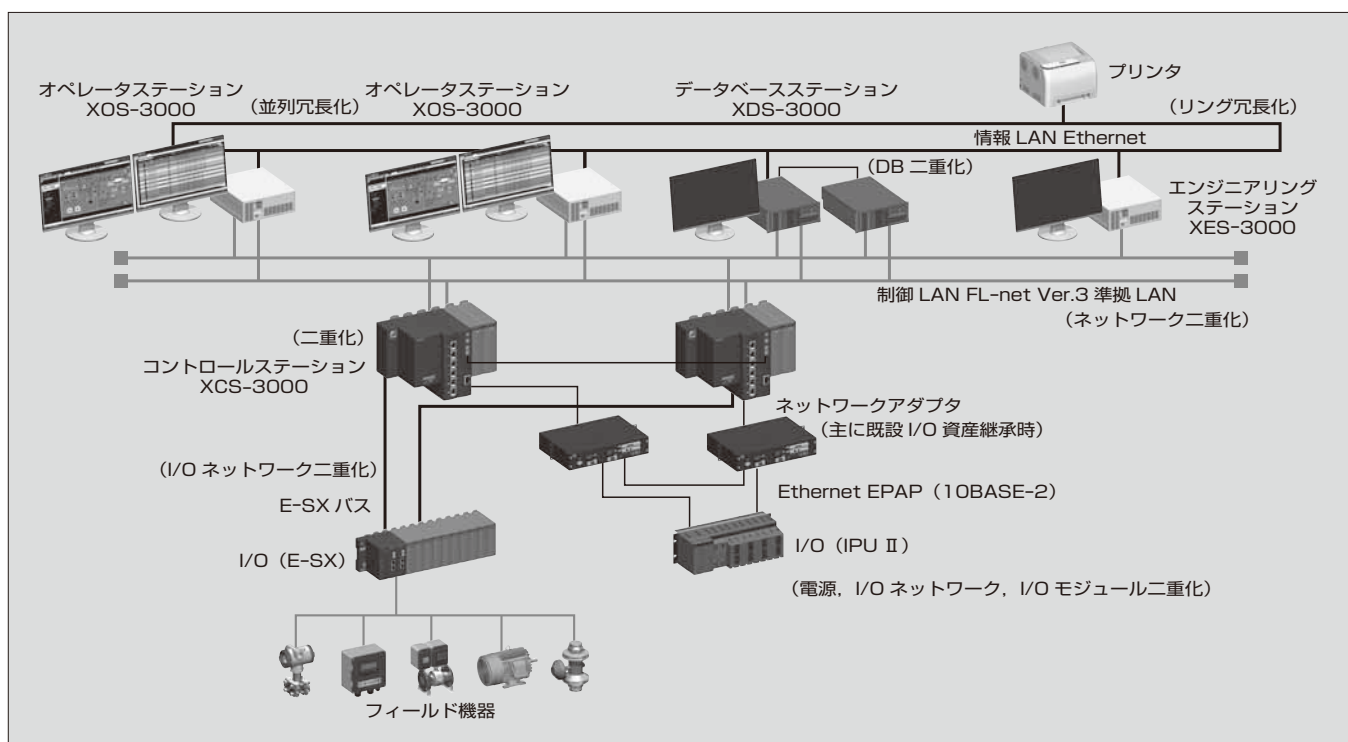 プリンタ
オペレータステーション
XOS-3000
(並列冗長化)
オペレータステーション
XOS-3000
データベースステーション
XDS-3000
(リング冗長化)
情報 LAN Ethernet
(DB 二重化)
エンジニアリング
ステーション
XES-3000
制御 LAN FL-net Ver.3 準拠 LAN
(ネットワーク二重化)
(二重化)
コントロールステーション
XCS-3000
ネットワークアダプタ
(主に既設 I/O 資産継承時)
(I/O ネットワーク二重化)
E-SX バス
Ethernet EPAP(10BASE-2)
I/O(E-SX)
I/O(IPU Ⅱ)
(電源,I/O ネットワーク,I/O モジュール二重化)
フィールド機器